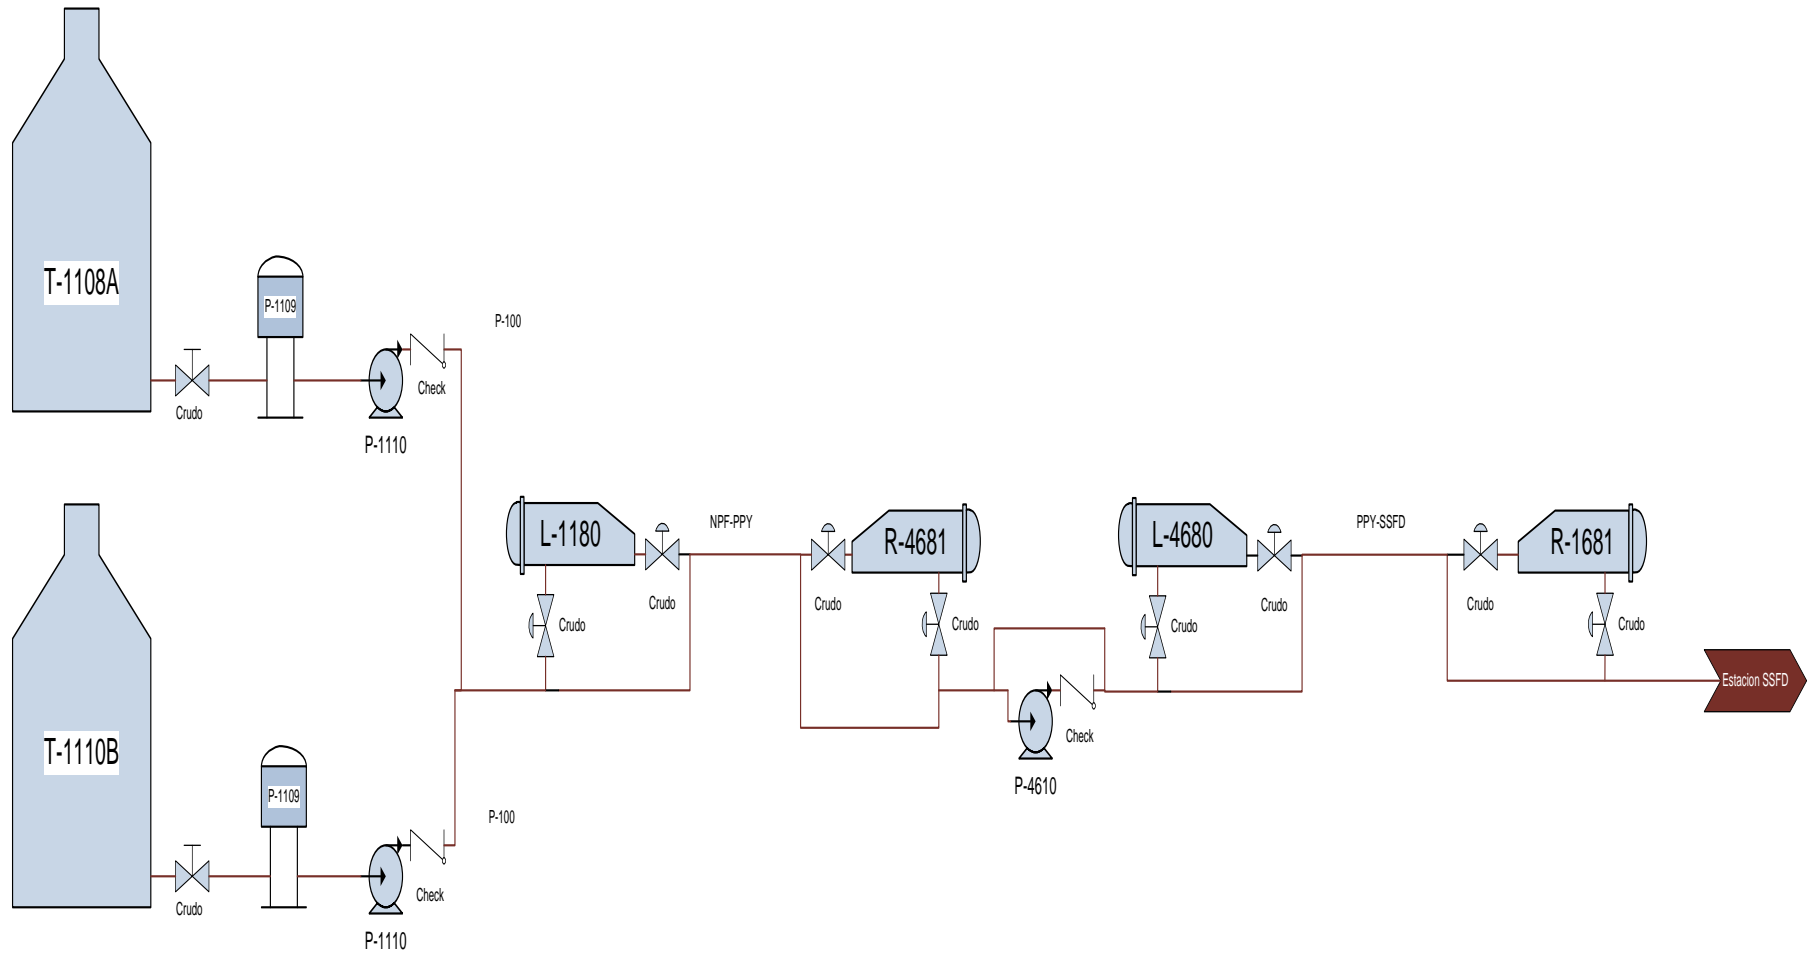 T-1108A
P-1109
P-100
Check
Crudo
P-1110
L-1180
NPF-PPY
R-4681
L-4680
PPY-SSFD
R-1681
Crudo
Crudo
Crudo
Crudo
Crudo
Crudo
Crudo
Crudo
Estacion SSFD
Check
P-4610
T-1110B
P-1109
P-100
Check
Crudo
P-1110